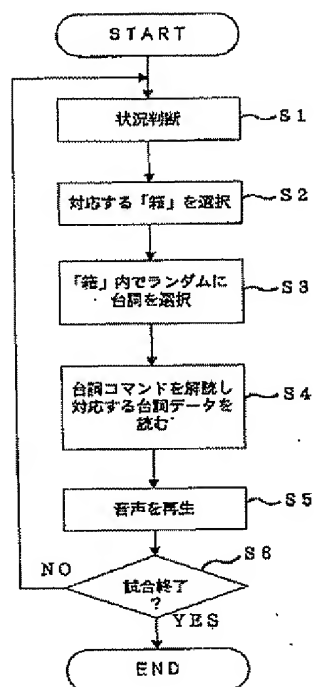 START
状況判断
S1
対応する「箱」を選択
S2
「箱」内でランダムに
台詞を選択
S3
台詞コマンドを解読し
対応する台詞データを
読む
S4
音声を再生
S5
S6
試合終了
?
NO
YES
END